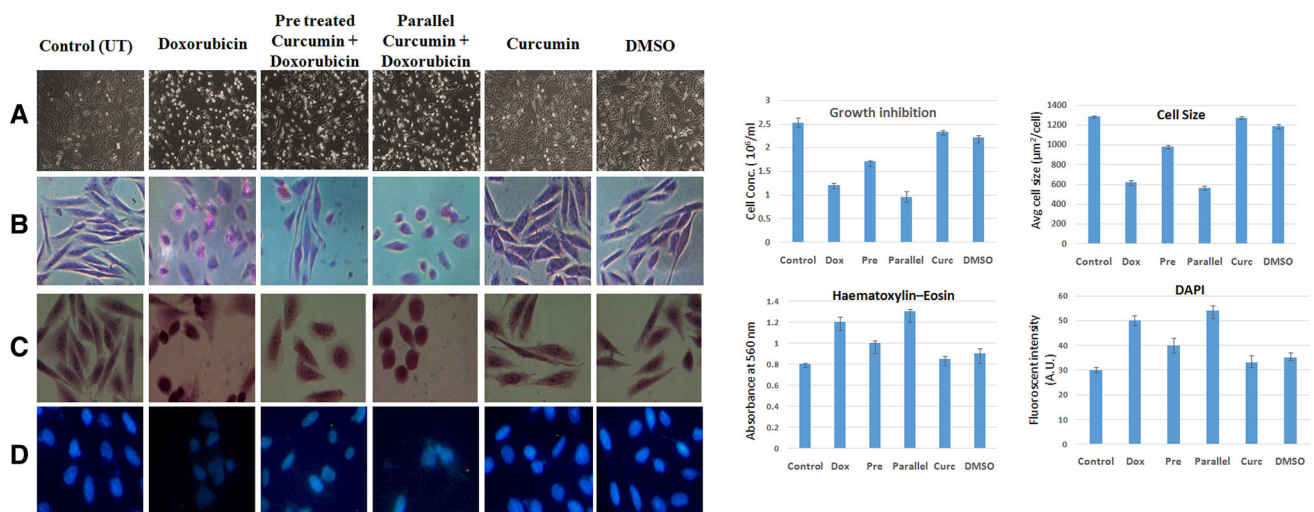 Control (UT)
Doxorubicin
Pre treated
Curcumin +
Doxorubicin
Parallel
Curcumin +
Doxorubicin
Curcumin
DMSO
A
B
C
D
Growth inhibition
Cell Conc. ( 10⁶/ml
3
2.5
2
1.5
1
0.5
0
Control Dox Pre Parallel Curc DMSO
Cell Size
Avg cell size (µm²/cell)
1400
1200
1000
800
600
400
200
0
Control Dox Pre Parallel Curc DMSO
Haematoxylin–Eosin
Absorbance at 560 nm
1.4
1.2
1
0.8
0.6
0.4
0.2
0
Control Dox Pre Parallel Curc DMSO
DAPI
Fluoroscent intensity
(A.U.)
60
50
40
30
20
10
0
Control Dox Pre Parallel Curc DMSO